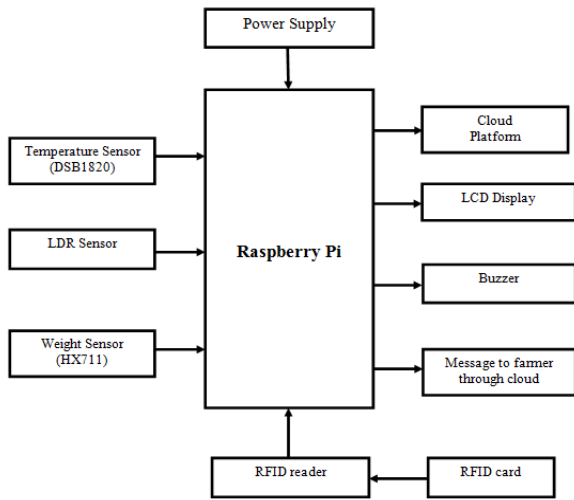 Power Supply
Cloud
Platform
Temperature Sensor
(DSB1820)
LCD Display
LDR Sensor
Raspberry Pi
Buzzer
Weight Sensor
(HX711)
Message to farmer
through cloud
RFID reader
RFID card